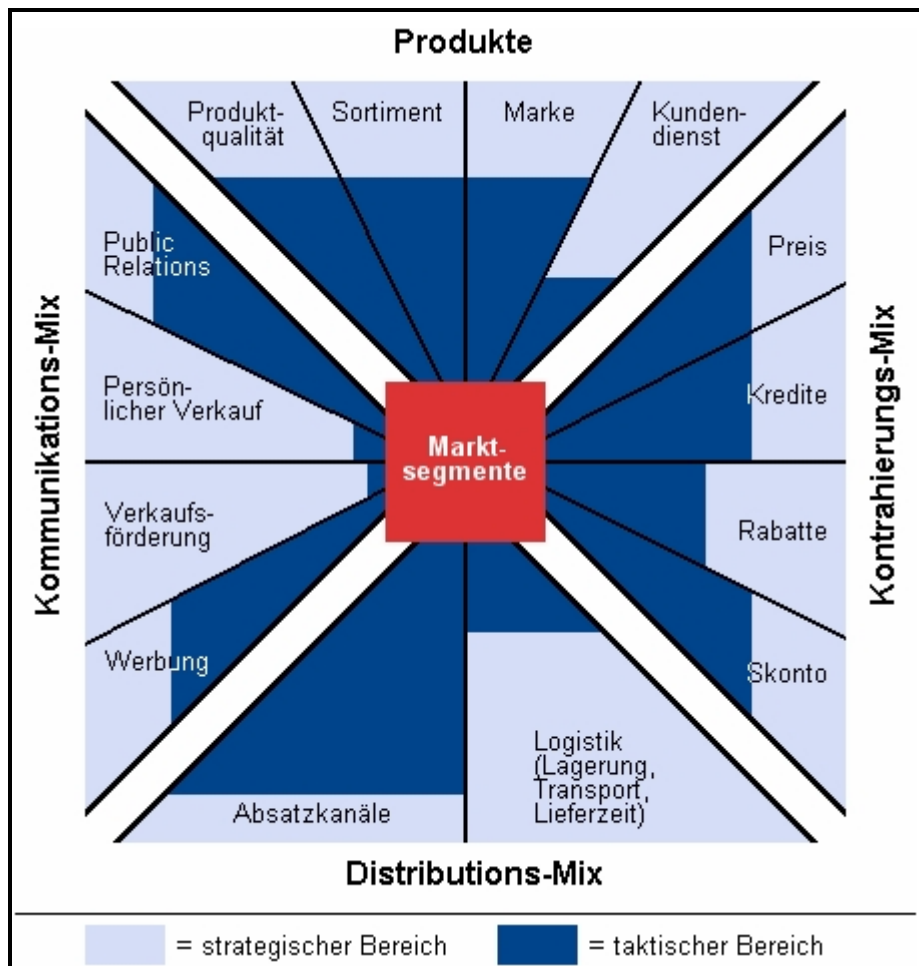 Produkte
Produkt-
qualität
Sortiment
Marke
Kunden-
dienst
Public
Relations
Preis
Kommunikations-Mix
Persön-
licher Verkauf
Markt-
segmente
Kredite
Kontrahierungs-Mix
Verkaufs-
förderung
Rabatte
Werbung
Skonto
Logistik
(Lagerung,
Transport,
Lieferzeit)
Absatzkanäle
Distributions-Mix
= strategischer Bereich
= taktischer Bereich